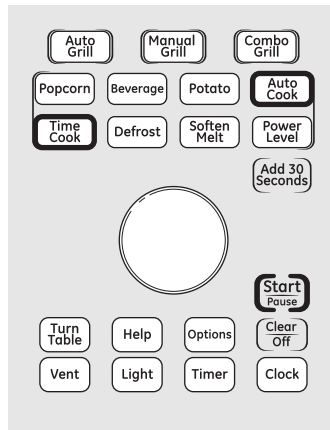 Auto Manual Combo
Grill Grill Grill
Popcorn Beverage Potato Auto Cook
Time Cook Defrost Soften Melt Power Level
Add 30
Seconds
Start
Pause
Turn Table Help Options Clear Off
Vent Light Timer Clock